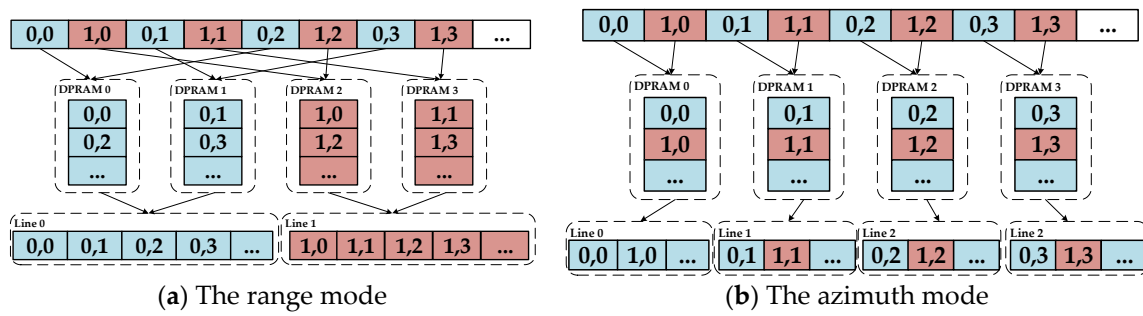 0,0 1,0 0,1 1,1 0,2 1,2 0,3 1,3 ...
DPRAM 0 DPRAM 1 DPRAM 2 DPRAM 3
0,0 0,1 1,0 1,1
0,2 0,3 1,2 1,3
... ... ... ...
Line 0 Line 1
0,0 0,1 0,2 0,3 ... 1,0 1,1 1,2 1,3 ...
(a) The range mode
0,0 1,0 0,1 1,1 0,2 1,2 0,3 1,3 ...
DPRAM 0 DPRAM 1 DPRAM 2 DPRAM 3
0,0 0,1 0,2 0,3
1,0 1,1 1,2 1,3
... ... ... ...
Line 0 Line 1 Line 2 Line 2
0,0 1,0 ... 0,1 1,1 ... 0,2 1,2 ... 0,3 1,3 ...
(b) The azimuth mode